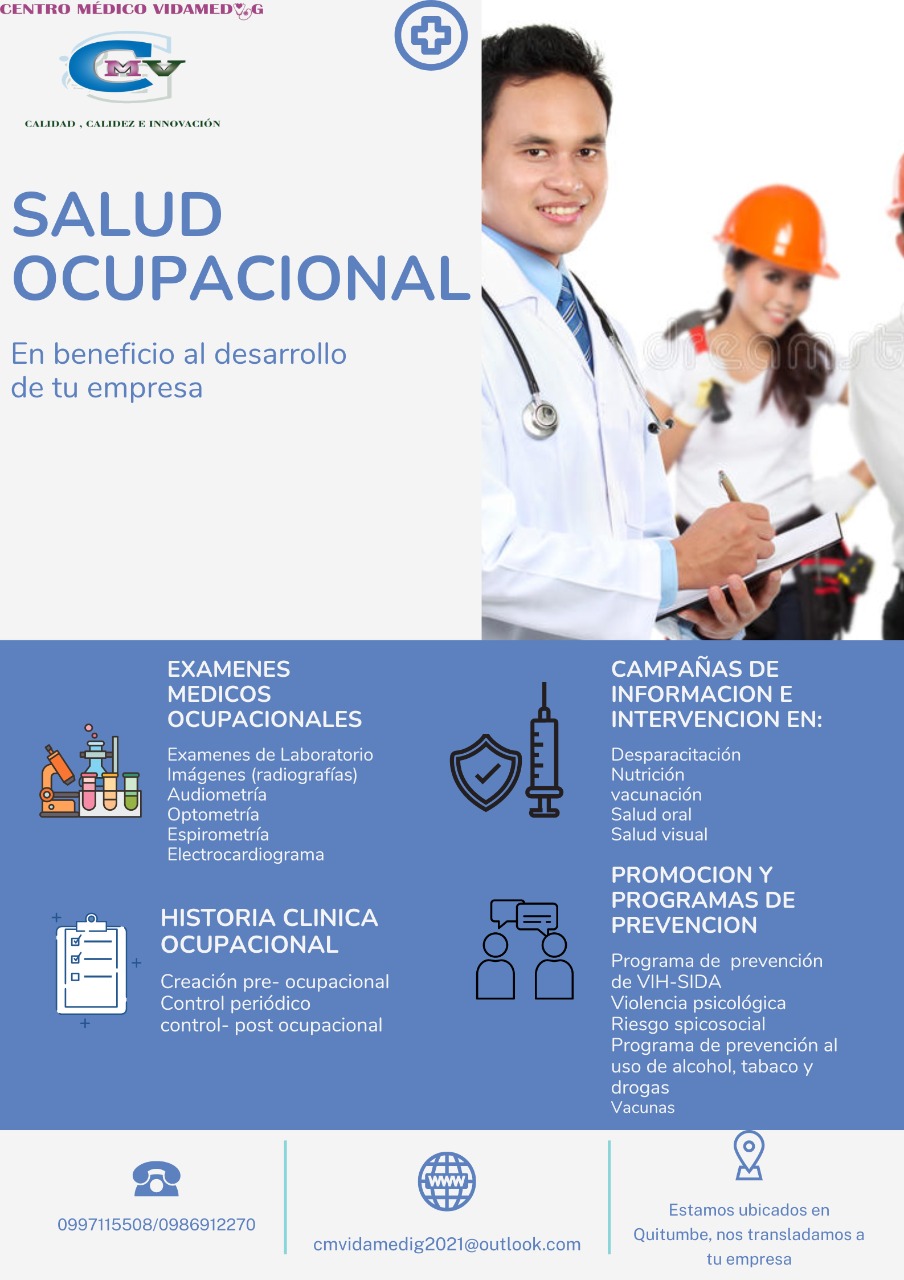 CENTRO MÉDICO VIDAMEDIG
CMV
CALIDAD , CALIDEZ E INNOVACIÓN
SALUD
OCUPACIONAL
En beneficio al desarrollo
de tu empresa
dreamst
EXAMENES
MEDICOS
OCUPACIONALES
Examenes de Laboratorio
Imágenes (radiografías)
Audiometría
Optometría
Espirometría
Electrocardiograma
HISTORIA CLINICA
OCUPACIONAL
Creación pre- ocupacional
Control periódico
control- post ocupacional
CAMPAÑAS DE
INFORMACION E
INTERVENCION EN:
Desparacitación
Nutrición
vacunación
Salud oral
Salud visual
PROMOCION Y
PROGRAMAS DE
PREVENCION
Programa de  prevención
de VIH-SIDA
Violencia psicológica
Riesgo spicosocial
Programa de prevención al
uso de alcohol, tabaco y
drogas
Vacunas
0997115508/0986912270
WWW
cmvidamedig2021@outlook.com
Estamos ubicados en
Quitumbe, nos transladamos a
tu empresa